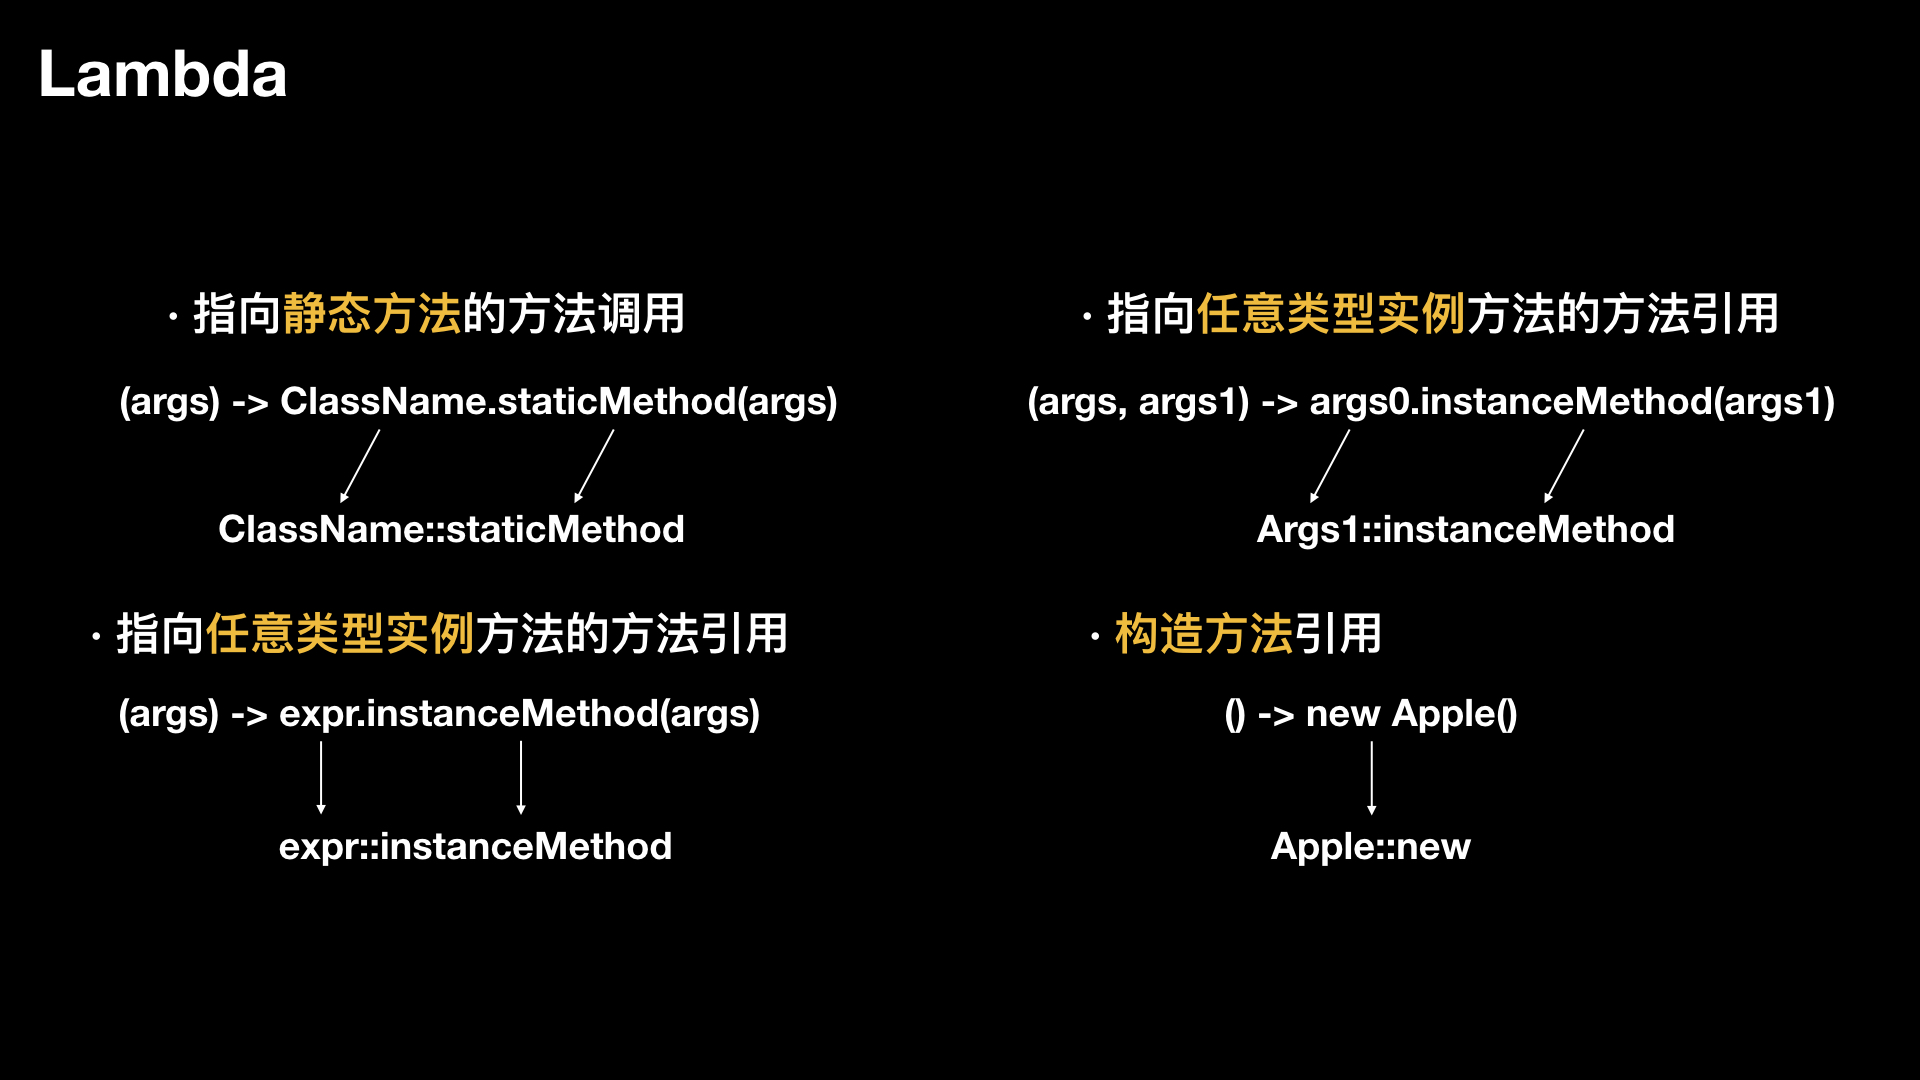 Lambda
· 指向静态方法的方法调用
(args) -> ClassName.staticMethod(args)
ClassName::staticMethod
· 指向任意类型实例方法的方法引用
(args, args1) -> args0.instanceMethod(args1)
Args1::instanceMethod
· 指向任意类型实例方法的方法引用
(args) -> expr.instanceMethod(args)
expr::instanceMethod
· 构造方法引用
() -> new Apple()
Apple::new